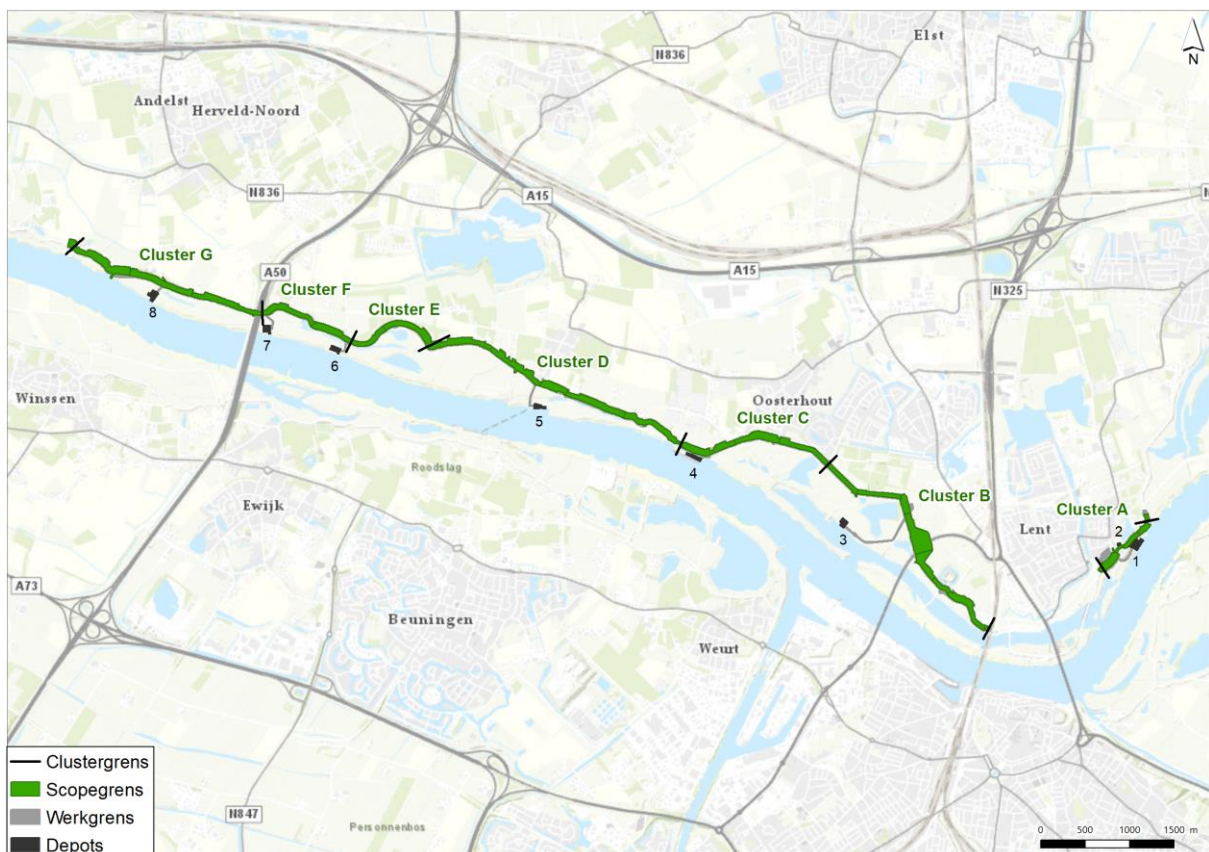 Elst
N836
N
Andelst
Herveld-Noord
N836
A15
A15
N325
Cluster G
A50
Cluster F
Cluster E
8
7
6
Cluster D
Winssen
5
Oosterhout
Cluster C
4
Roodslag
Cluster B
Ewijk
3
Lent
Cluster A
2
1
A73
Beuningen
Weurt
Clustergrens
Scopegrens
Werkgrens
Depots
N847
Personnenbos
0 500 1000 1500 m